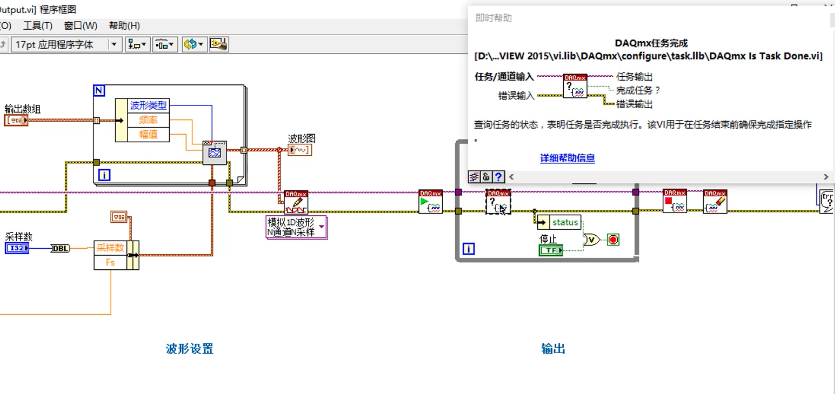 Output.vi] 程序框图
(O) 工具(T) 窗口(W) 帮助(H)
17pt 应用程序字体
即时帮助
DAQmx任务完成
[D:\...VIEW 2015\vi.lib\DAQmx\configure\task.llb\DAQmx Is Task Done.vi]
任务/通道输入
DAQmx
任务输出
完成任务？
错误输入
错误输出
查询任务的状态，表明任务是否完成执行。该VI用于在任务结束前确保完成指定操作
。
详细帮助信息
N
输出数组
波形类型
频率
幅值
波形图
i
DAQmx
DAQmx
DAQmx
DAQmx
DAQmx
模拟1D波形
N通道N采样
status
停止
TF
i
采样数
I32
DBL
采样数
Fs
波形设置
输出